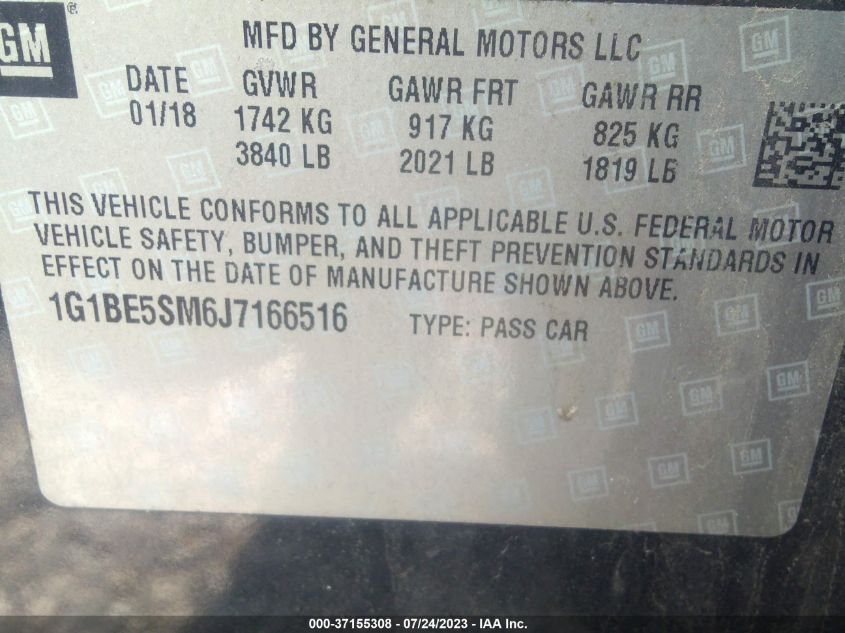 GM
MFD BY GENERAL MOTORS LLC
DATE GVWR GAWR FRT GAWR RR
01/18 1742 KG 917 KG 825 KG
3840 LB 2021 LB 1819 LB
THIS VEHICLE CONFORMS TO ALL APPLICABLE U.S. FEDERAL MOTOR
VEHICLE SAFETY, BUMPER, AND THEFT PREVENTION STANDARDS IN
EFFECT ON THE DATE OF MANUFACTURE SHOWN ABOVE.
1G1BE5SM6J7166516 TYPE: PASS CAR
000-37155308 - 07/24/2023 - IAA Inc.